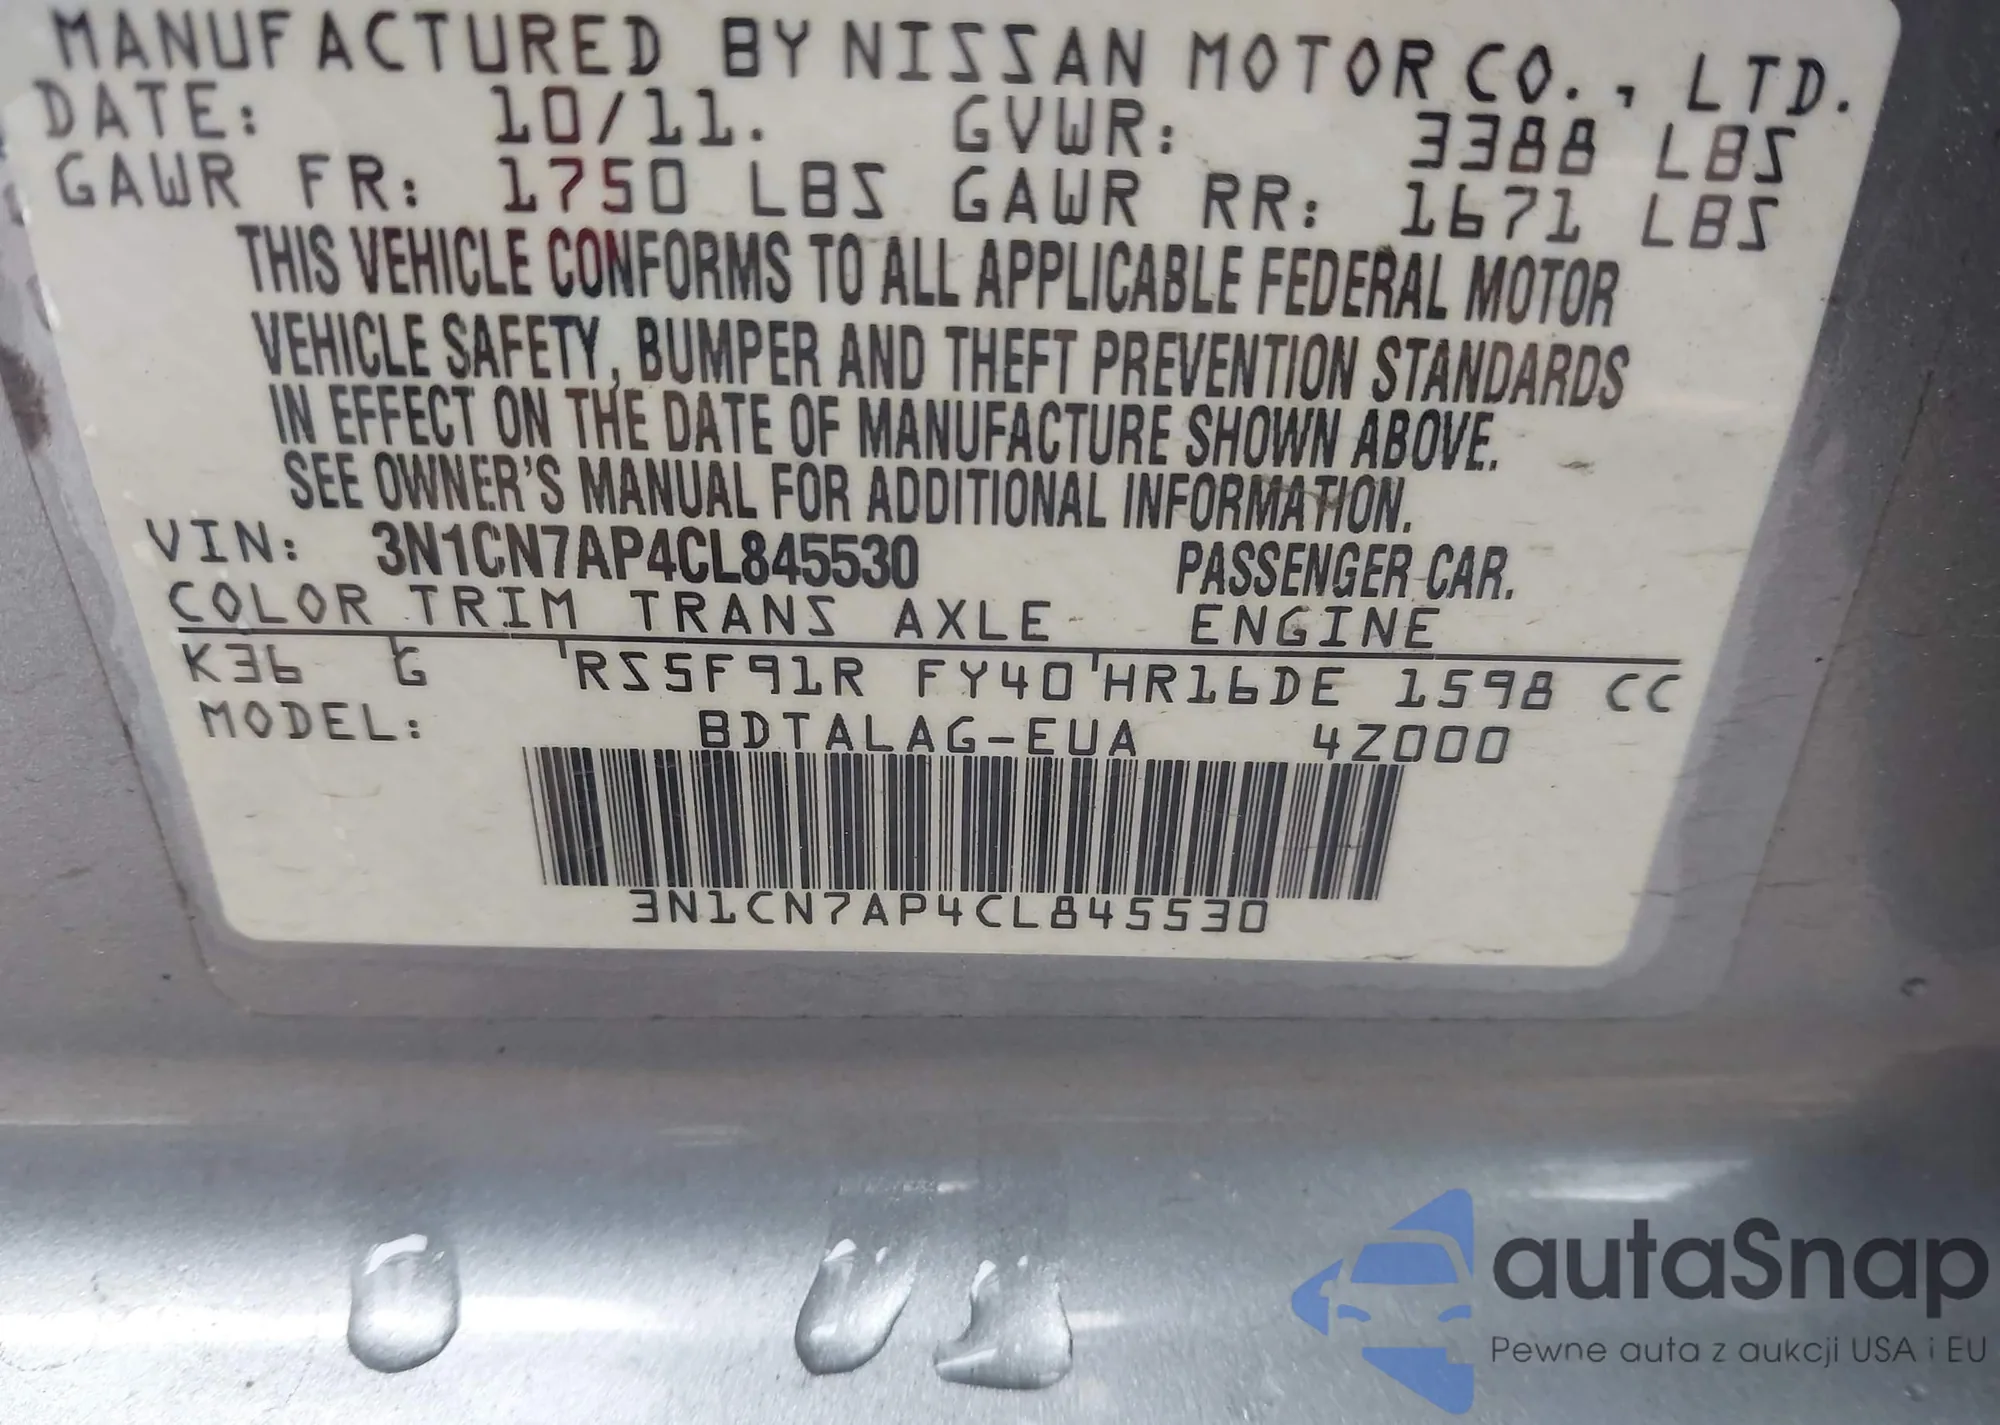 MANUFACTURED BY NISSAN MOTOR CO., LTD.
DATE: 10/11. GVWR: 3388 LBS
GAWR FR: 1750 LBS GAWR RR: 1671 LBS
THIS VEHICLE CONFORMS TO ALL APPLICABLE FEDERAL MOTOR
VEHICLE SAFETY, BUMPER AND THEFT PREVENTION STANDARDS
IN EFFECT ON THE DATE OF MANUFACTURE SHOWN ABOVE.
SEE OWNER'S MANUAL FOR ADDITIONAL INFORMATION.
VIN: 3N1CN7AP4CL845530 PASSENGER CAR.
COLOR TRIM TRANS AXLE ENGINE
K36 G RS5F91R FY40 HR16DE 1598 CC
MODEL: BDTALAG-EUA 4Z000
3N1CN7AP4CL845530
autaSnap
Pewne auta z aukcji USA i EU